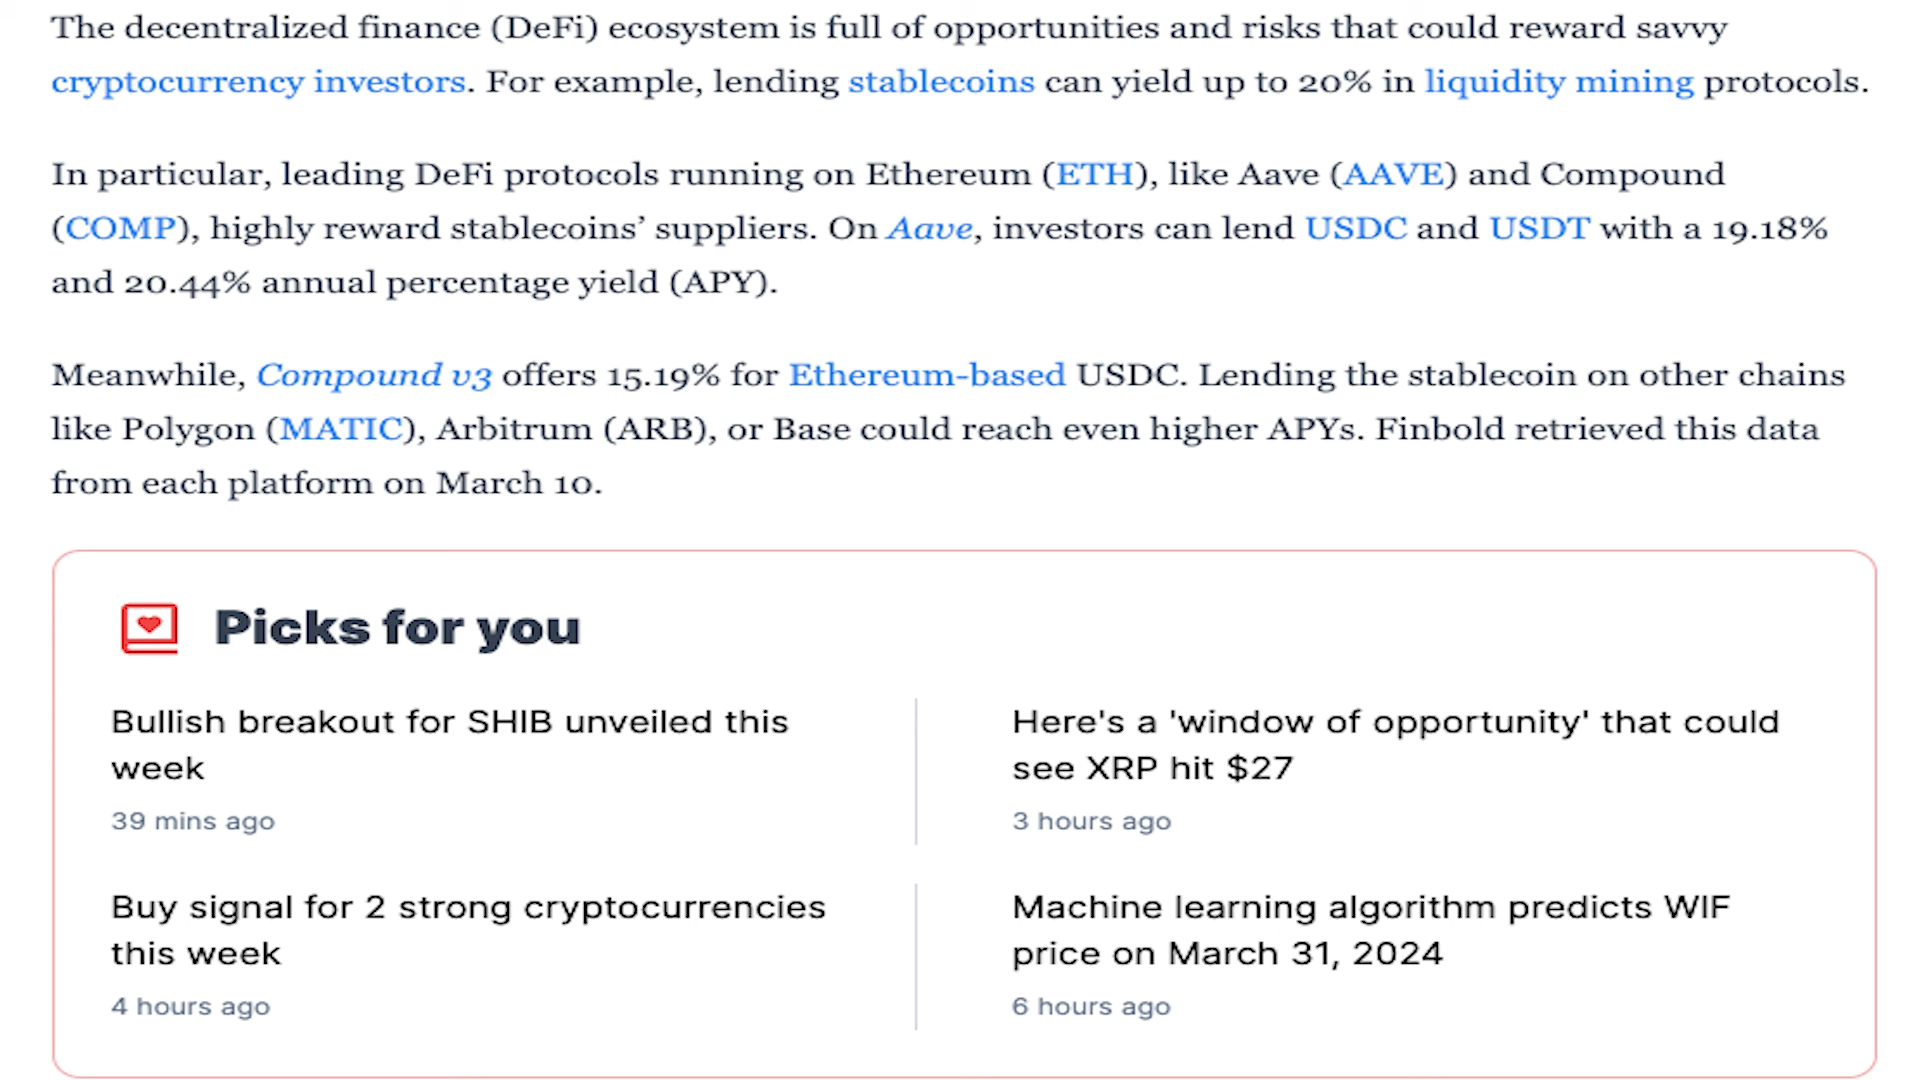 The decentralized finance (DeFi) ecosystem is full of opportunities and risks that could reward savvy
cryptocurrency investors. For example, lending stablecoins can yield up to 20% in liquidity mining protocols.
In particular, leading DeFi protocols running on Ethereum (ETH), like Aave (AAVE) and Compound
(COMP), highly reward stablecoins’ suppliers. On Aave, investors can lend USDC and USDT with a 19.18%
and 20.44% annual percentage yield (APY).
Meanwhile, Compound v3 offers 15.19% for Ethereum-based USDC. Lending the stablecoin on other chains
like Polygon (MATIC), Arbitrum (ARB), or Base could reach even higher APYs. Finbold retrieved this data
from each platform on March 10.
Picks for you
Bullish breakout for SHIB unveiled this
week
39 mins ago
Here's a 'window of opportunity' that could
see XRP hit $27
3 hours ago
Buy signal for 2 strong cryptocurrencies
this week
4 hours ago
Machine learning algorithm predicts WIF
price on March 31, 2024
6 hours ago